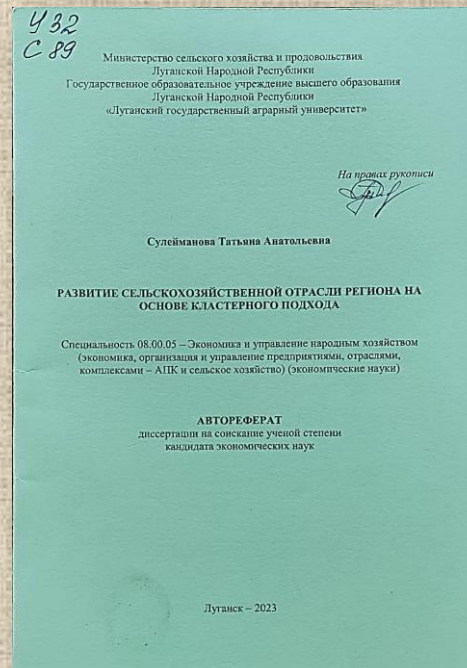 У32
С 89
Министерство сельского хозяйства и продовольствия
Луганской Народной Республики
Государственное образовательное учреждение высшего образования
Луганской Народной Республики
«Луганский государственный аграрный университет»
На правах рукописи
Сулейманова Татьяна Анатольевна
РАЗВИТИЕ СЕЛЬСКОХОЗЯЙСТВЕННОЙ ОТРАСЛИ РЕГИОНА НА
ОСНОВЕ КЛАСТЕРНОГО ПОДХОДА
Специальность 08.00.05 – Экономика и управление народным хозяйством
(экономика, организация и управление предприятиями, отраслями,
комплексами – АПК и сельское хозяйство) (экономические науки)
АВТОРЕФЕРАТ
диссертации на соискание ученой степени
кандидата экономических наук
Луганск – 2023